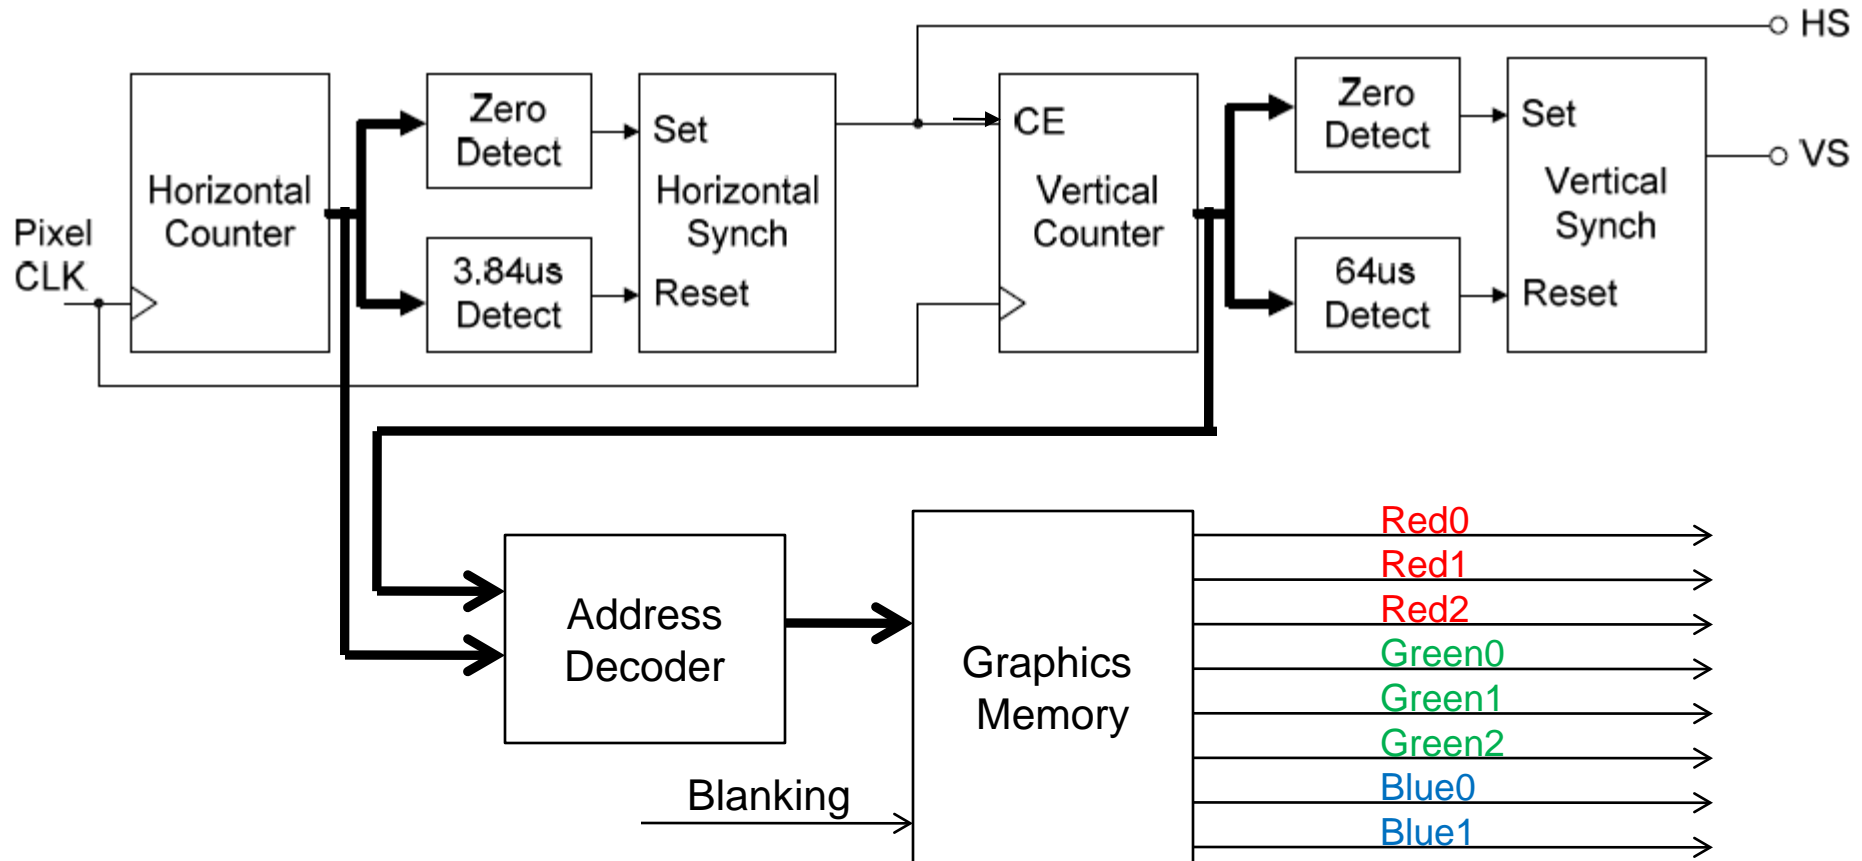 HS
Zero
Detect
Set
CE
Zero
Detect
Set
VS
Horizontal
Counter
Horizontal
Synch
Vertical
Counter
Vertical
Synch
Pixel
CLK
3.84us
Detect
Reset
64us
Detect
Reset
Address
Decoder
Graphics
Memory
Blanking
Red0
Red1
Red2
Green0
Green1
Green2
Blue0
Blue1